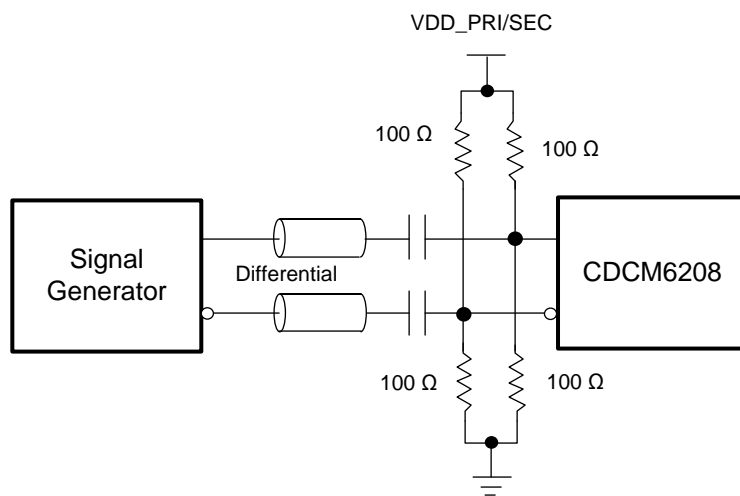 VDD_PRI/SEC
100 Ω
100 Ω
Signal
Generator
Differential
CDCM6208
100 Ω
100 Ω